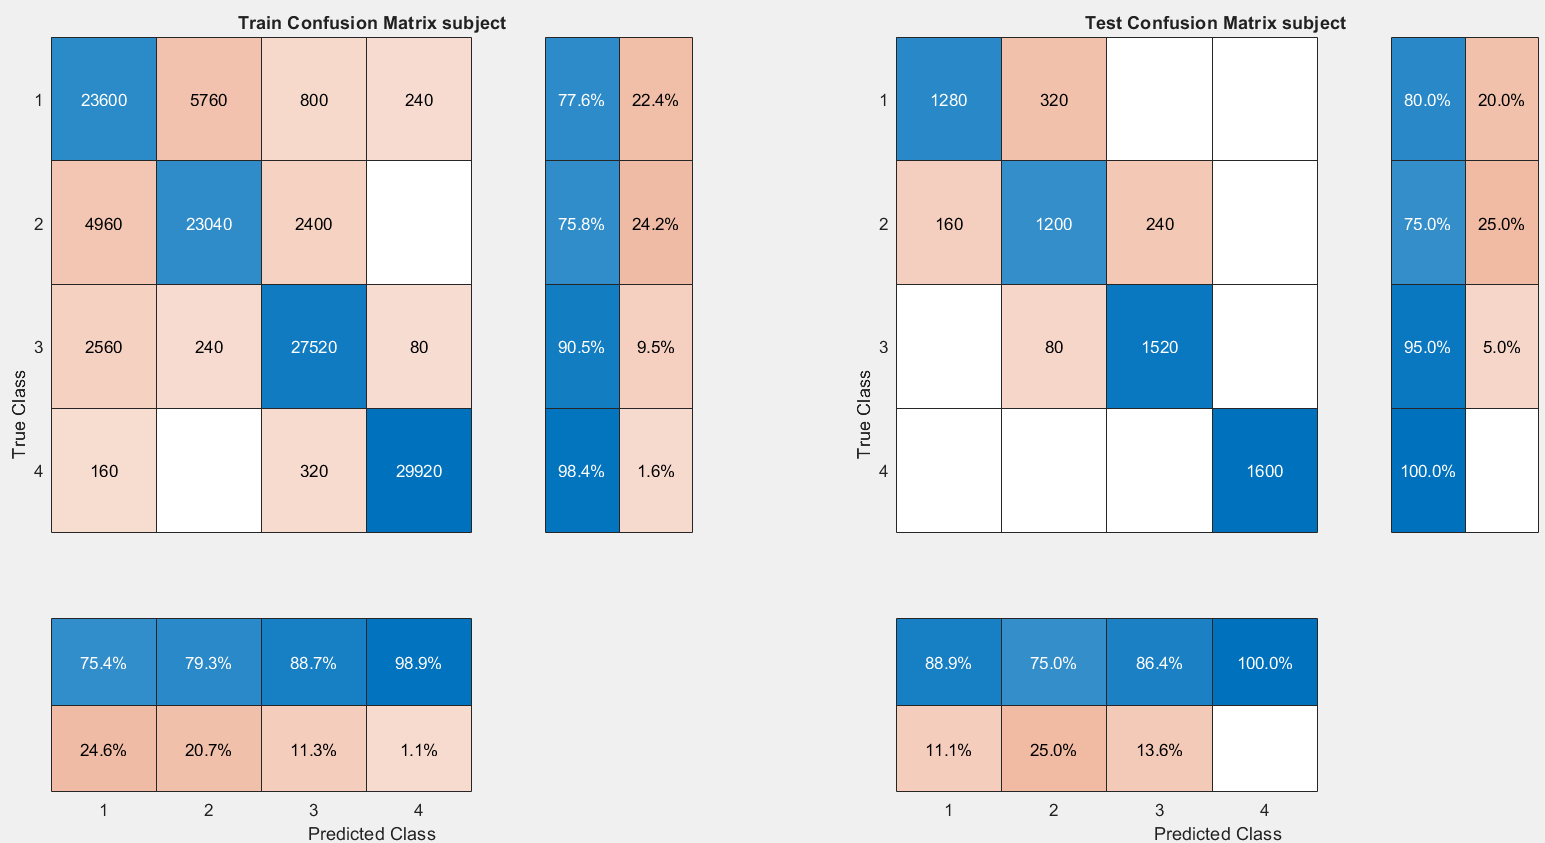 Train Confusion Matrix subject
1 23600 5760 800 240 77.6% 22.4%
2 4960 23040 2400 75.8% 24.2%
3 2560 240 27520 80 90.5% 9.5%
4 160 320 29920 98.4% 1.6%
True Class
75.4% 79.3% 88.7% 98.9%
24.6% 20.7% 11.3% 1.1%
1 2 3 4
Predicted Class
Test Confusion Matrix subject
1 1280 320 80.0% 20.0%
2 160 1200 240 75.0% 25.0%
3 80 1520 95.0% 5.0%
4 1600 100.0%
True Class
88.9% 75.0% 86.4% 100.0%
11.1% 25.0% 13.6%
1 2 3 4
Predicted Class